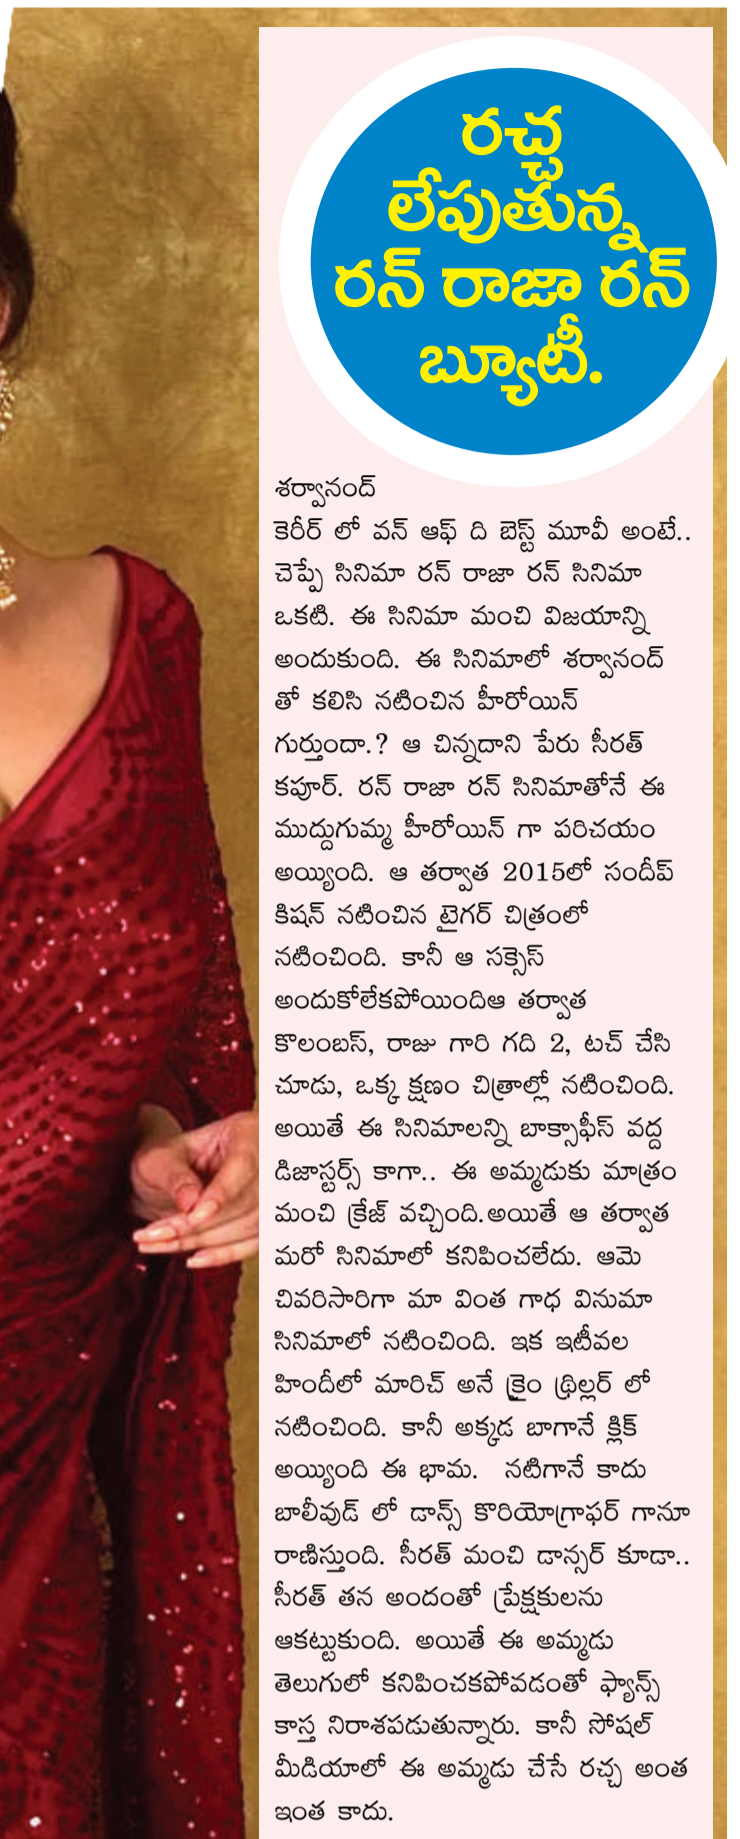 రచ్చ
లేపుతున్న
రన్ రాజా రన్
బ్యూటీ.
శర్వానంద్
కెరీర్ లో వన్ ఆఫ్ ది బెస్ట్ మూవీ అంటే..
చెప్పే సినిమా రన్ రాజా రన్ సినిమా
ఒకటి. ఈ సినిమా మంచి విజయాన్ని
అందుకుంది. ఈ సినిమాలో శర్వానంద్
తో కలిసి నటించిన హీరోయిన్
గుర్తుందా.? ఆ చిన్నదాని పేరు సీరత్
కపూర్. రన్ రాజా రన్ సినిమాతోనే ఈ
ముద్దుగుమ్మ హీరోయిన్ గా పరిచయం
అయ్యింది. ఆ తర్వాత 2015లో సందీప్
కిషన్ నటించిన టైగర్ చిత్రంలో
నటించింది. కానీ ఆ సక్సెస్
అందుకోలేకపోయిందిఆ తర్వాత
కొలంబస్, రాజు గారి గది 2, టచ్ చేసి
చూడు, ఒక్క క్షణం చిత్రాల్లో నటించింది.
అయితే ఈ సినిమాలన్ని బాక్సాఫీస్ వద్ద
డిజాస్టర్స్ కాగా.. ఈ అమ్మడుకు మాత్రం
మంచి క్రేజ్ వచ్చింది.అయితే ఆ తర్వాత
మరో సినిమాలో కనిపించలేదు. ఆమె
చివరిసారిగా మా వింత గాధ వినుమా
సినిమాలో నటించింది. ఇక ఇటీవల
హిందీలో మారిచ్ అనే క్రైం థ్రిల్లర్ లో
నటించింది. కానీ అక్కడ బాగానే క్లిక్
అయ్యింది ఈ భామ. నటిగానే కాదు
బాలీవుడ్ లో డాన్స్ కొరియోగ్రాఫర్ గానూ
రాణిస్తుంది. సీరత్ మంచి డాన్సర్ కూడా..
సీరత్ తన అందంతో ప్రేక్షకులను
ఆకట్టుకుంది. అయితే ఈ అమ్మడు
తెలుగులో కనిపించకపోవడంతో ఫ్యాన్స్
కాస్త నిరాశపడుతున్నారు. కానీ సోషల్
మీడియాలో ఈ అమ్మడు చేసే రచ్చ అంత
ఇంత కాదు.